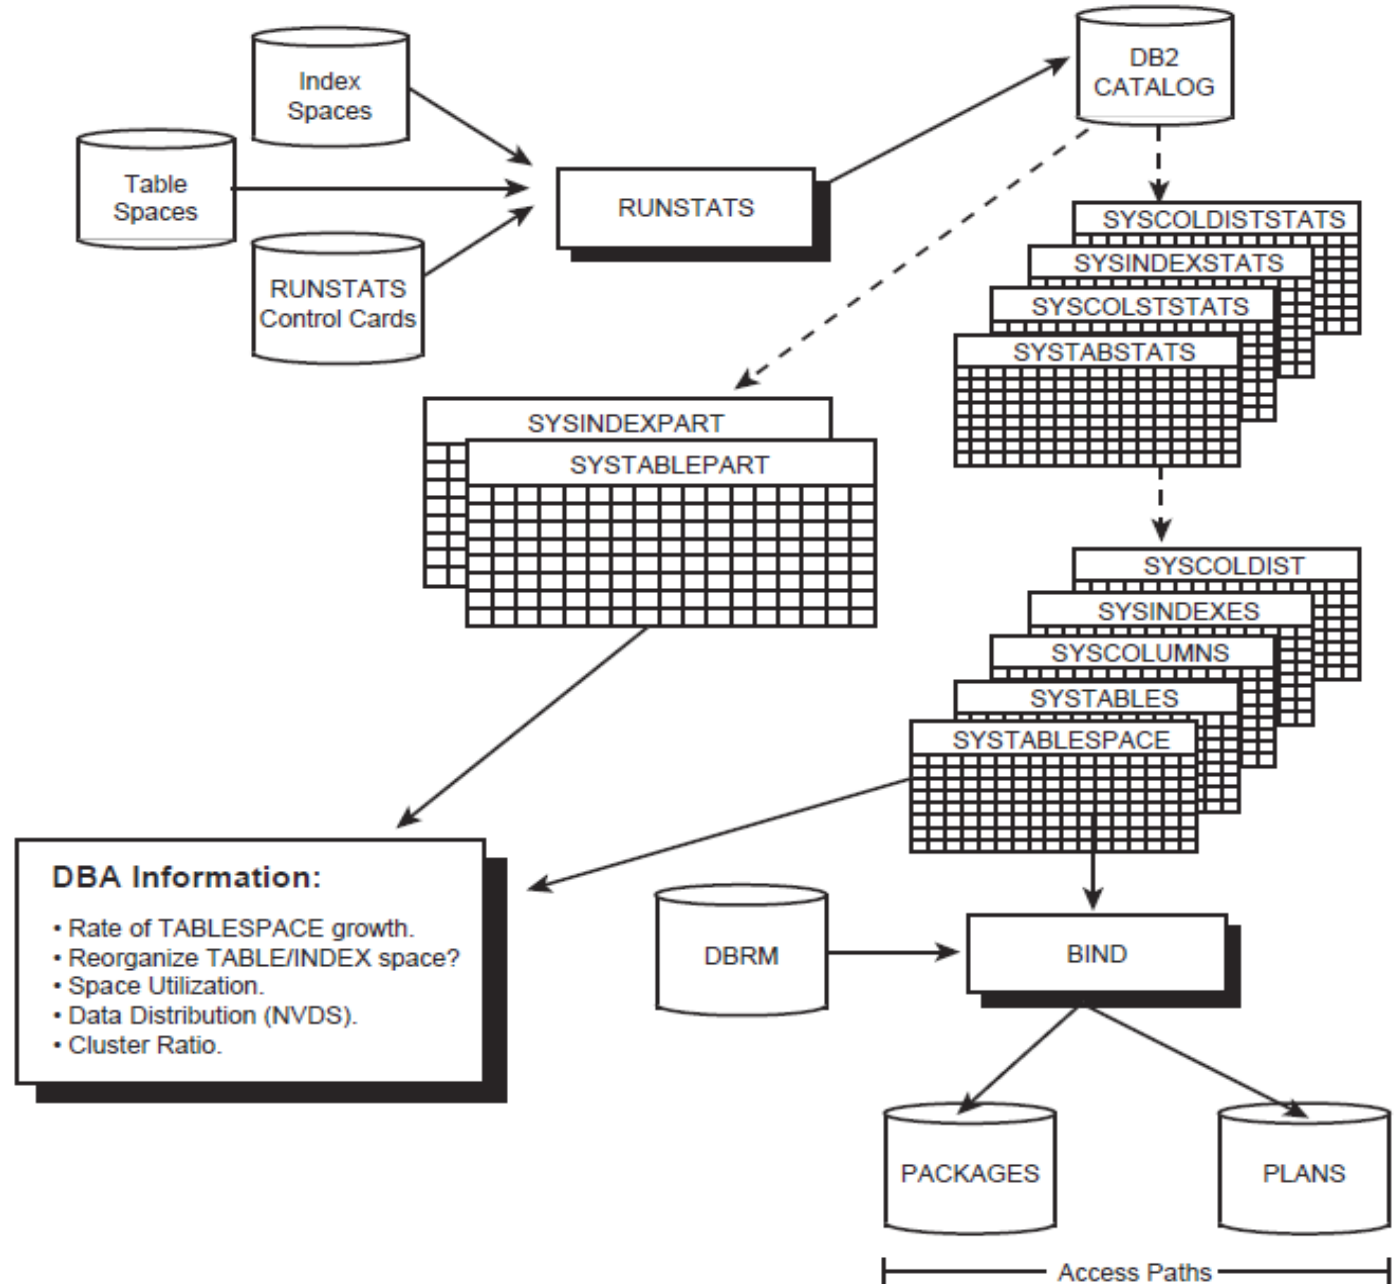 Index
Spaces
DB2
CATALOG
Table
Spaces
RUNSTATS
RUNSTATS
Control Cards
SYSCOLDISTSTATS
SYSINDEXSTATS
SYSCOLSTSTATS
SYSTABSTATS
SYSINDEXPART
SYSTABLEPART
SYSCOLDIST
SYSINDEXES
SYSCOLUMNS
SYSTABLES
SYSTABLESPACE
DBA Information:
• Rate of TABLESPACE growth.
• Reorganize TABLE/INDEX space?
• Space Utilization.
• Data Distribution (NVDS).
• Cluster Ratio.
DBRM
BIND
PACKAGES
PLANS
Access Paths